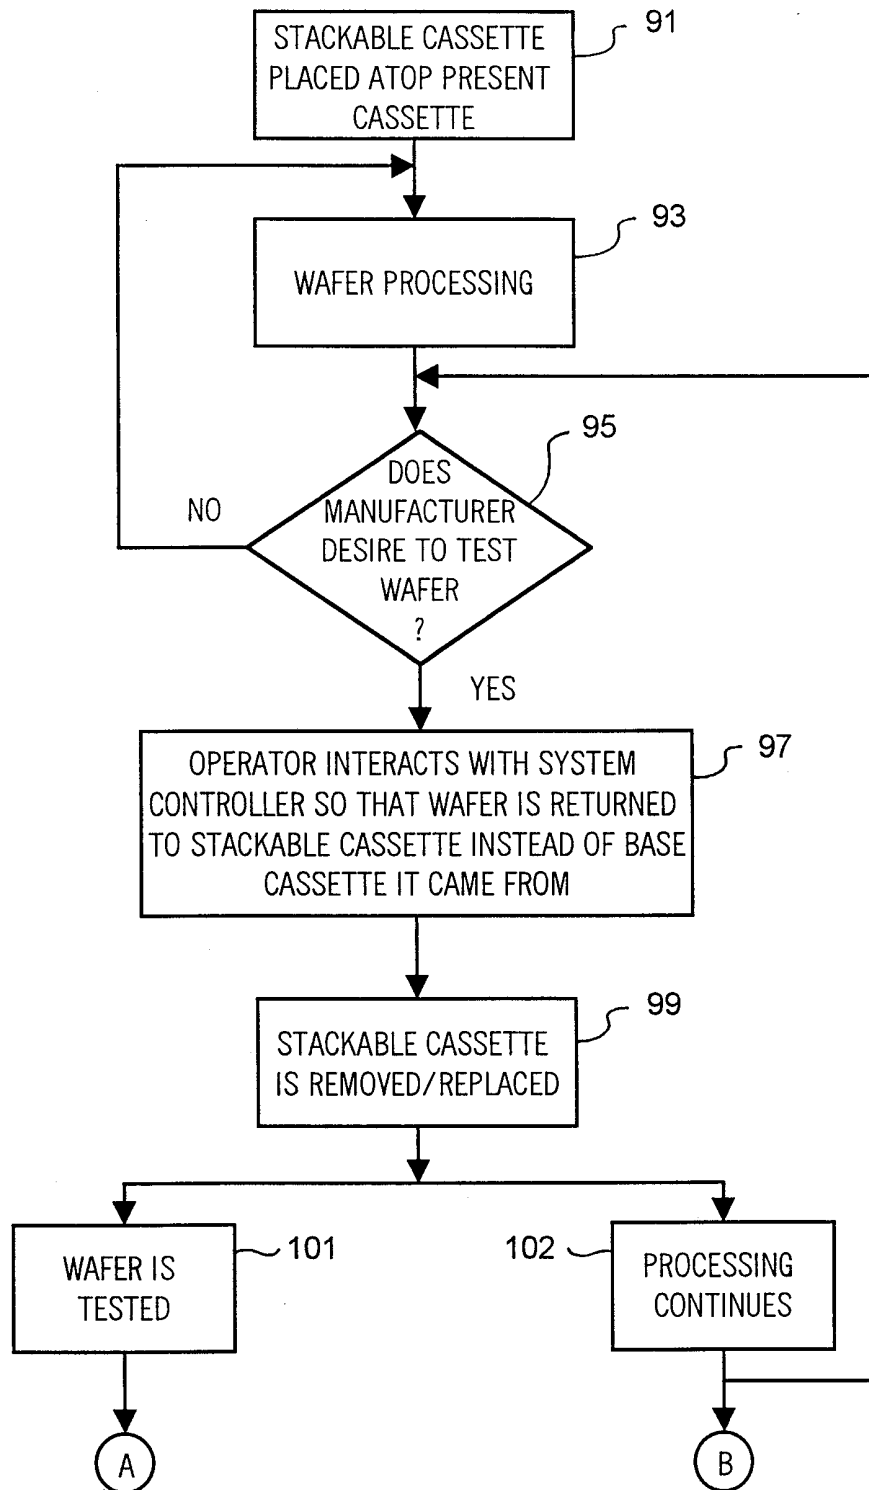 STACKABLE CASSETTE
PLACED ATOP PRESENT
CASSETTE
91
WAFER PROCESSING
93
DOES
MANUFACTURER
DESIRE TO TEST
WAFER
?
95
NO
YES
OPERATOR INTERACTS WITH SYSTEM
CONTROLLER SO THAT WAFER IS RETURNED
TO STACKABLE CASSETTE INSTEAD OF BASE
CASSETTE IT CAME FROM
97
STACKABLE CASSETTE
IS REMOVED/REPLACED
99
WAFER IS
TESTED
101
102
PROCESSING
CONTINUES
A
B